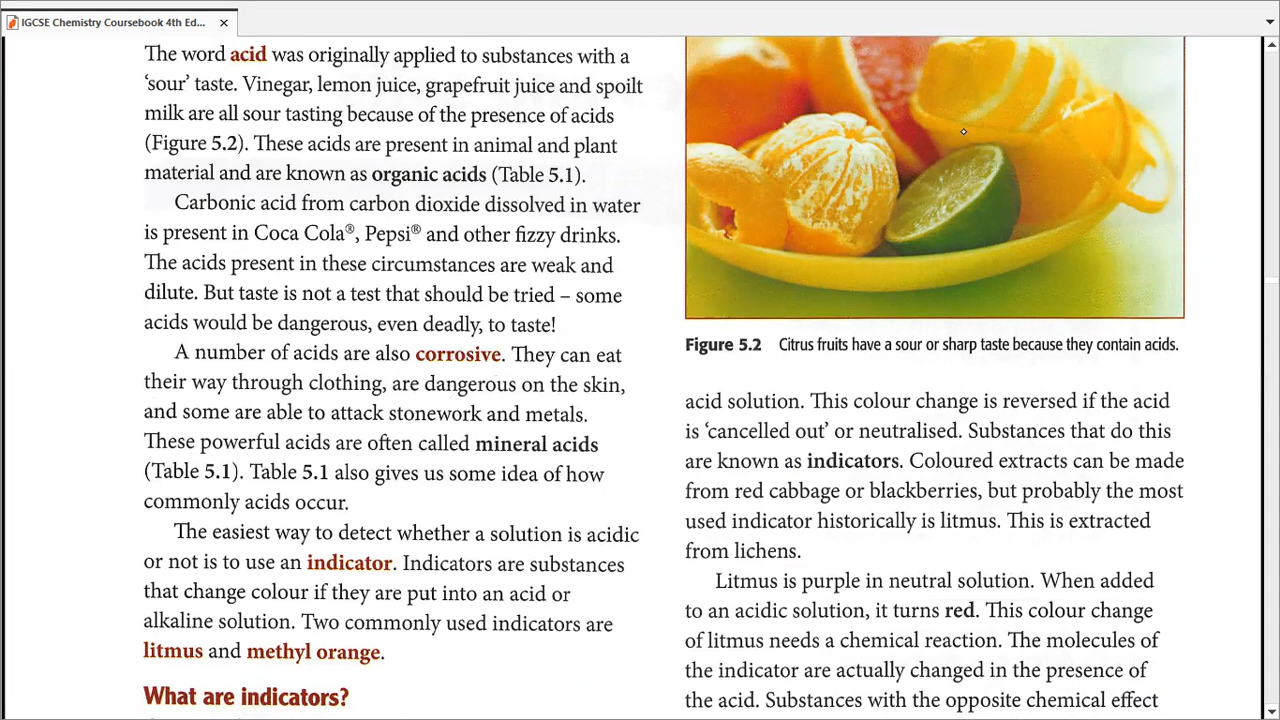 IGCSE Chemistry Coursebook 4th Ed...
The word acid was originally applied to substances with a
‘sour’ taste. Vinegar, lemon juice, grapefruit juice and spoilt
milk are all sour tasting because of the presence of acids
(Figure 5.2). These acids are present in animal and plant
material and are known as organic acids (Table 5.1).
Carbonic acid from carbon dioxide dissolved in water
is present in Coca Cola®, Pepsi® and other fizzy drinks.
The acids present in these circumstances are weak and
dilute. But taste is not a test that should be tried – some
acids would be dangerous, even deadly, to taste!
A number of acids are also corrosive. They can eat
their way through clothing, are dangerous on the skin,
and some are able to attack stonework and metals.
These powerful acids are often called mineral acids
(Table 5.1). Table 5.1 also gives us some idea of how
commonly acids occur.
The easiest way to detect whether a solution is acidic
or not is to use an indicator. Indicators are substances
that change colour if they are put into an acid or
alkaline solution. Two commonly used indicators are
litmus and methyl orange.
What are indicators?
Figure 5.2 Citrus fruits have a sour or sharp taste because they contain acids.
acid solution. This colour change is reversed if the acid
is ‘cancelled out’ or neutralised. Substances that do this
are known as indicators. Coloured extracts can be made
from red cabbage or blackberries, but probably the most
used indicator historically is litmus. This is extracted
from lichens.
Litmus is purple in neutral solution. When added
to an acidic solution, it turns red. This colour change
of litmus needs a chemical reaction. The molecules of
the indicator are actually changed in the presence of
the acid. Substances with the opposite chemical effect